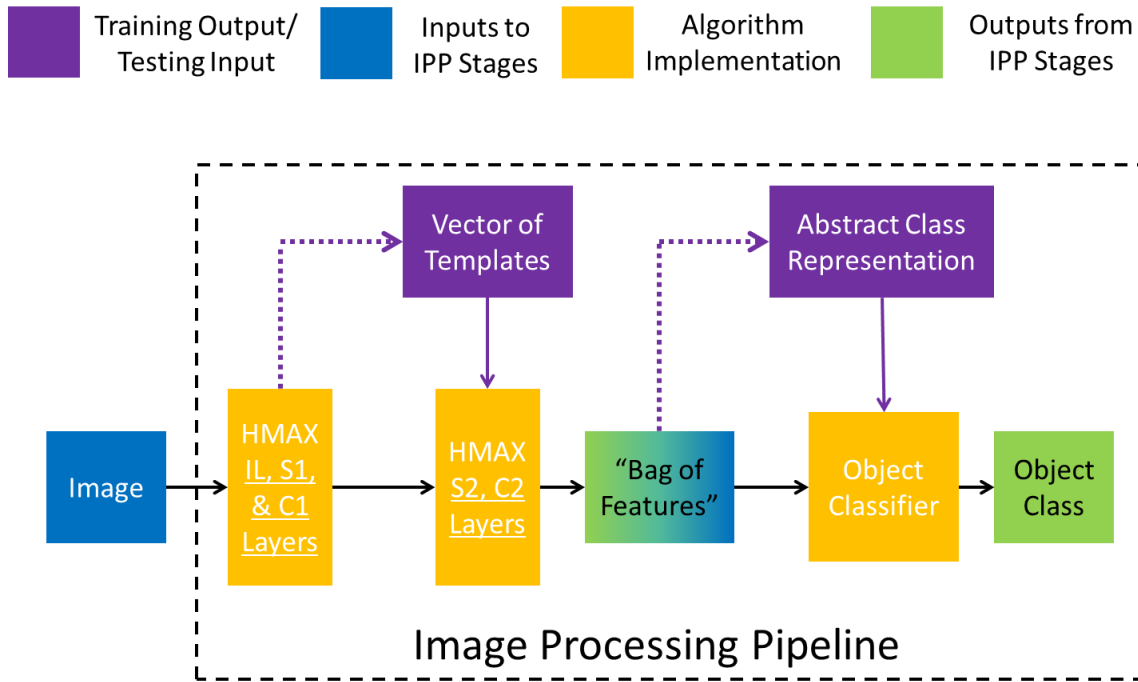 Training Output/
Testing Input
Inputs to
IPP Stages
Algorithm
Implementation
Outputs from
IPP Stages
Vector of
Templates
Abstract Class
Representation
Image
HMAX
IL, S1,
& C1
Layers
HMAX
S2, C2
Layers
“Bag of
Features”
Object
Classifier
Object
Class
Image Processing Pipeline